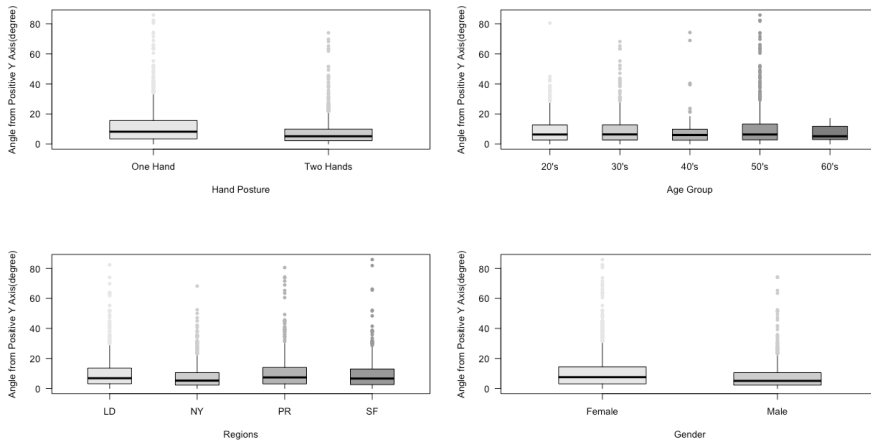 Angle from Positive Y Axis(degree)
80
60
40
20
0
One Hand
Two Hands
Hand Posture
Angle from Positive Y Axis(degree)
80
60
40
20
0
20's
30's
40's
50's
60's
Age Group
Angle from Positive Y Axis(degree)
80
60
40
20
0
LD
NY
PR
SF
Regions
Angle from Positive Y Axis(degree)
80
60
40
20
0
Female
Male
Gender